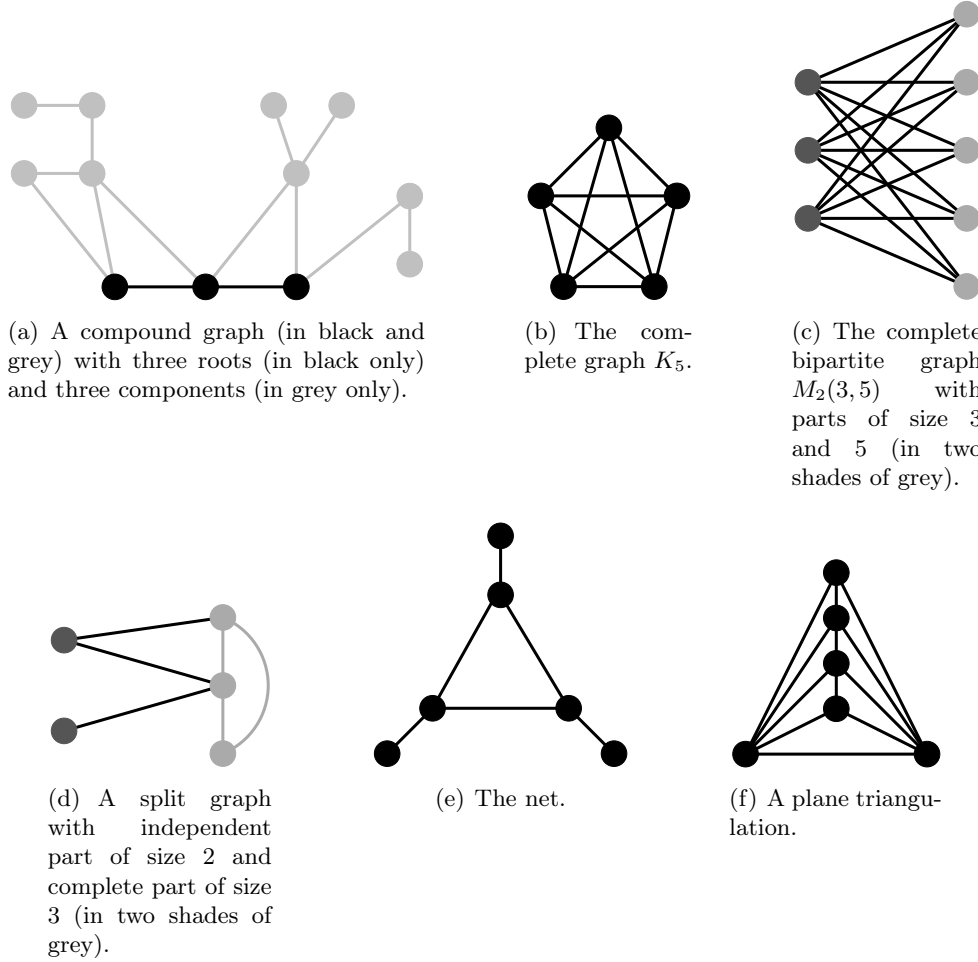 (a) A compound graph (in black and
grey) with three roots (in black only)
and three components (in grey only).
(b) The com-
plete graph K₅.
(c) The complete
bipartite graph
M₂(3, 5) with
parts of size 3
and 5 (in two
shades of grey).
(d) A split graph
with independent
part of size 2 and
complete part of size
3 (in two shades of
grey).
(e) The net.
(f) A plane triangu-
lation.